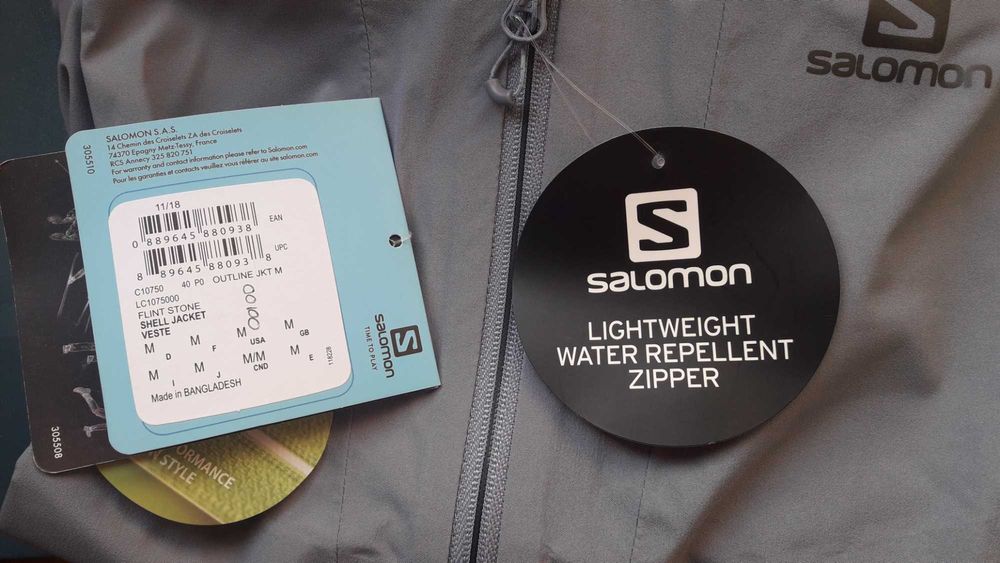 305510
SALOMON S.A.S.
14 Chemin des Croiselets ZA des Croiselets
74370 Epagny Metz-Tessy, France
RCS Annecy 325 820 751
For warranty and contact information please refer to Salomon.com
Pour les garanties et contacts veuillez vous référer au site salomon.com
11/18
0 889645 880938 EAN
8 89645 88093 8 UPC
C10750 40 P0 OUTLINE JKT M
LC1075000
FLINT STONE
SHELL JACKET
VESTE
M D M F M USA M GB
M I M J M/M CND M E
Made in BANGLADESH
118228
SALOMON
TIME TO PLAY
305508
FORMANCE
N STYLE
SALOMON
SALOMON
LIGHTWEIGHT
WATER REPELLENT
ZIPPER